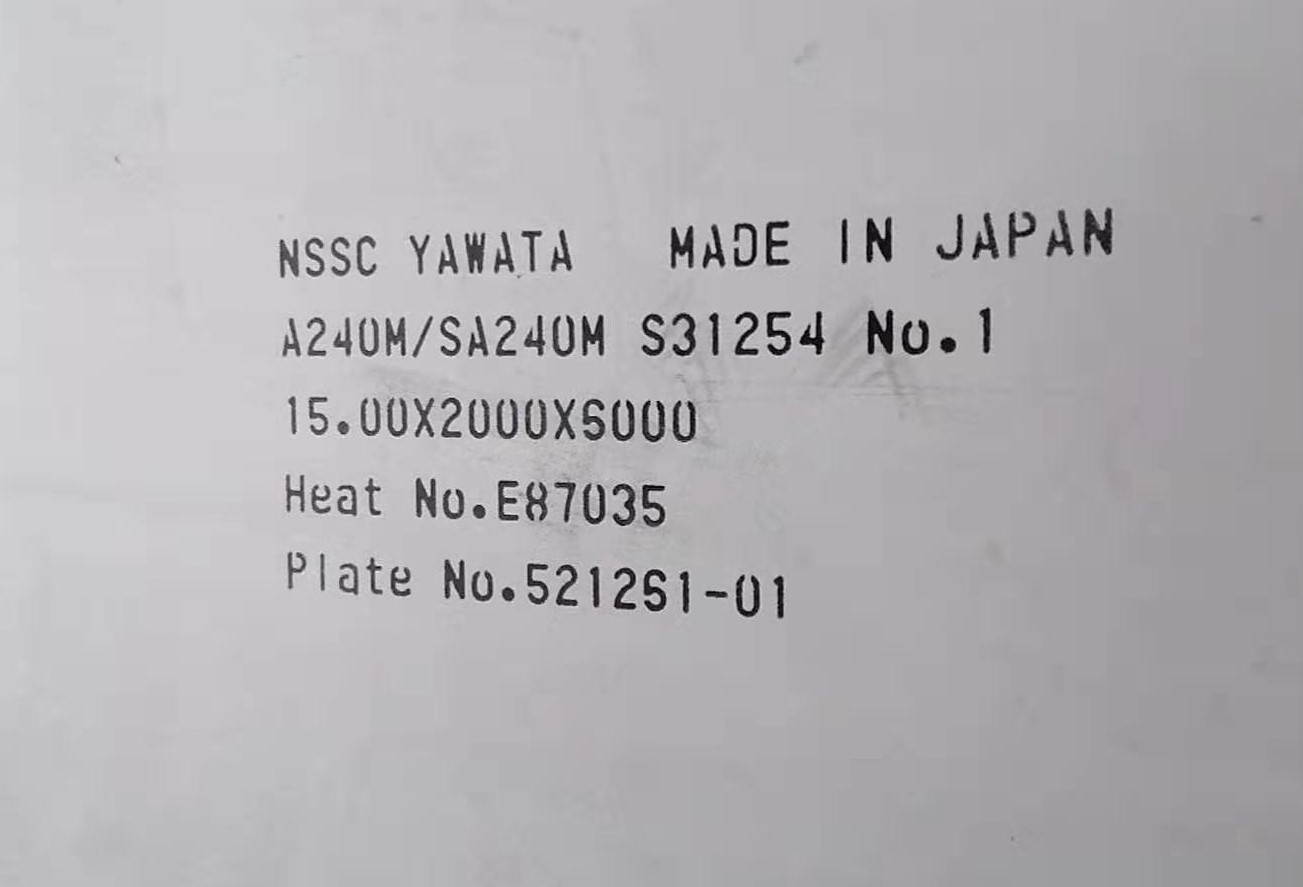 NSSC YAWATA MADE IN JAPAN
A240M/SA240M S31254 No.1
15.00X2000X6000
Heat No.E87035
Plate No.521261-01